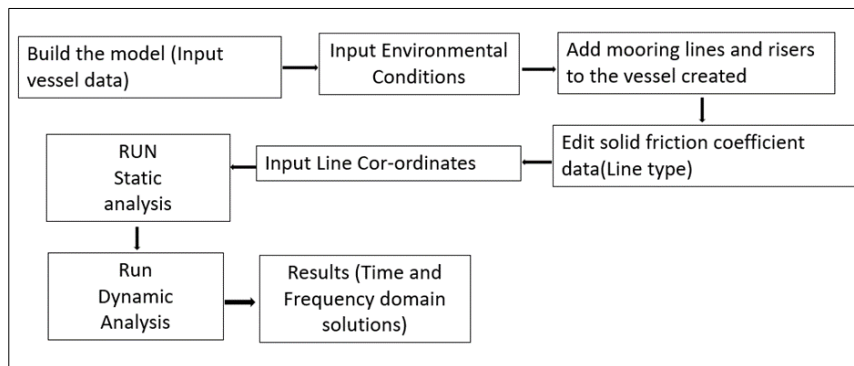 Build the model (Input
vessel data)
Input Environmental
Conditions
Add mooring lines and risers
to the vessel created
Edit solid friction coefficient
data(Line type)
Input Line Cor-ordinates
RUN
Static
analysis
Run
Dynamic
Analysis
Results (Time and
Frequency domain
solutions)